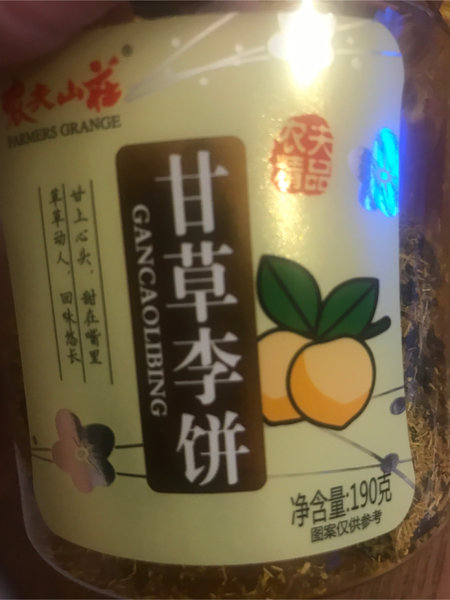 农夫山莊®
FARMERS GRANGE
农夫
精品
甘草李饼
GANCAOLIBING
甘上心头，甜在嘴里
草草动人，回味悠长
净含量:190克
图案仅供参考